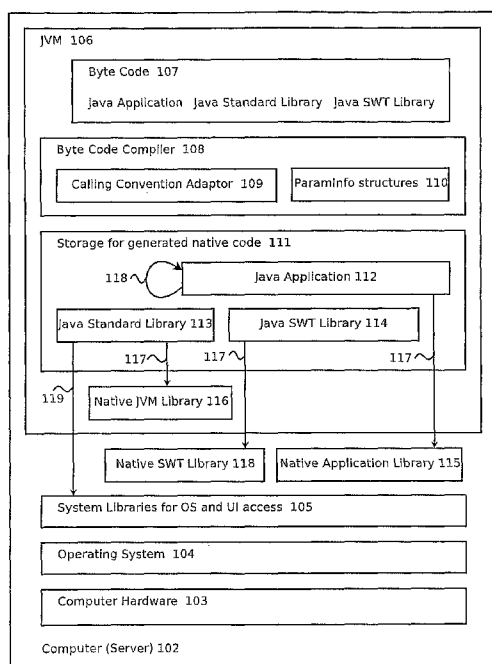 JVM 106
Byte Code 107
Java Application Java Standard Library Java SWT Library
Byte Code Compiler 108
Calling Convention Adaptor 109
Paraminfo structures 110
Storage for generated native code 111
118
Java Application 112
Java Standard Library 113
Java SWT Library 114
117
117
117
119
Native JVM Library 116
Native SWT Library 118
Native Application Library 115
System Libraries for OS and UI access 105
Operating System 104
Computer Hardware 103
Computer (Server) 102